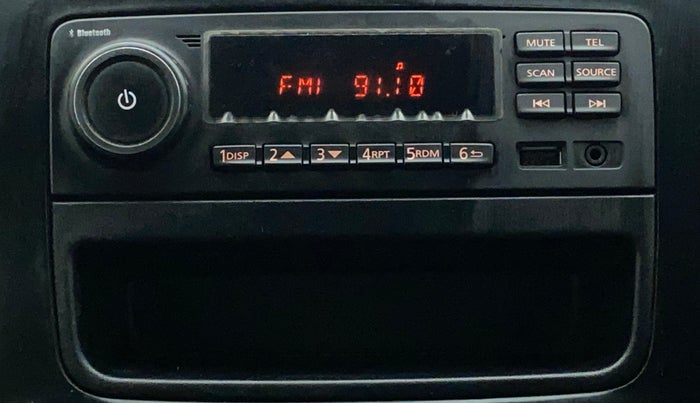 Bluetooth
FM1 91.10
MUTE TEL
SCAN SOURCE
1DISP 2 3 4RPT 5RDM 6